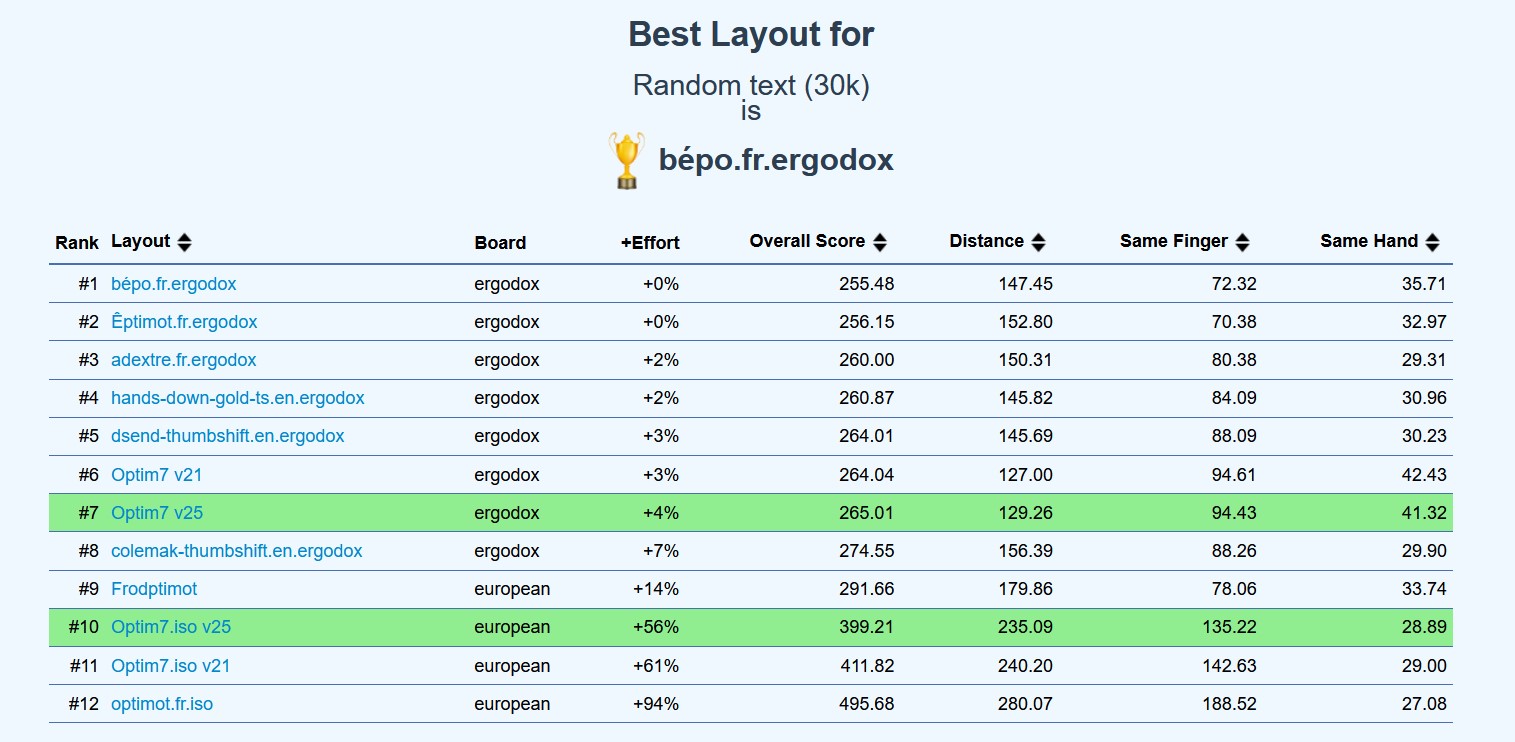 Best Layout for
Random text (30k)
is
bépo.fr.ergodox
Rank Layout Board +Effort Overall Score Distance Same Finger Same Hand
#1 bépo.fr.ergodox ergodox +0% 255.48 147.45 72.32 35.71
#2 Êptimot.fr.ergodox ergodox +0% 256.15 152.80 70.38 32.97
#3 adextre.fr.ergodox ergodox +2% 260.00 150.31 80.38 29.31
#4 hands-down-gold-ts.en.ergodox ergodox +2% 260.87 145.82 84.09 30.96
#5 dsend-thumbshift.en.ergodox ergodox +3% 264.01 145.69 88.09 30.23
#6 Optim7 v21 ergodox +3% 264.04 127.00 94.61 42.43
#7 Optim7 v25 ergodox +4% 265.01 129.26 94.43 41.32
#8 colemak-thumbshift.en.ergodox ergodox +7% 274.55 156.39 88.26 29.90
#9 Frodptimot european +14% 291.66 179.86 78.06 33.74
#10 Optim7.iso v25 european +56% 399.21 235.09 135.22 28.89
#11 Optim7.iso v21 european +61% 411.82 240.20 142.63 29.00
#12 optimot.fr.iso european +94% 495.68 280.07 188.52 27.08